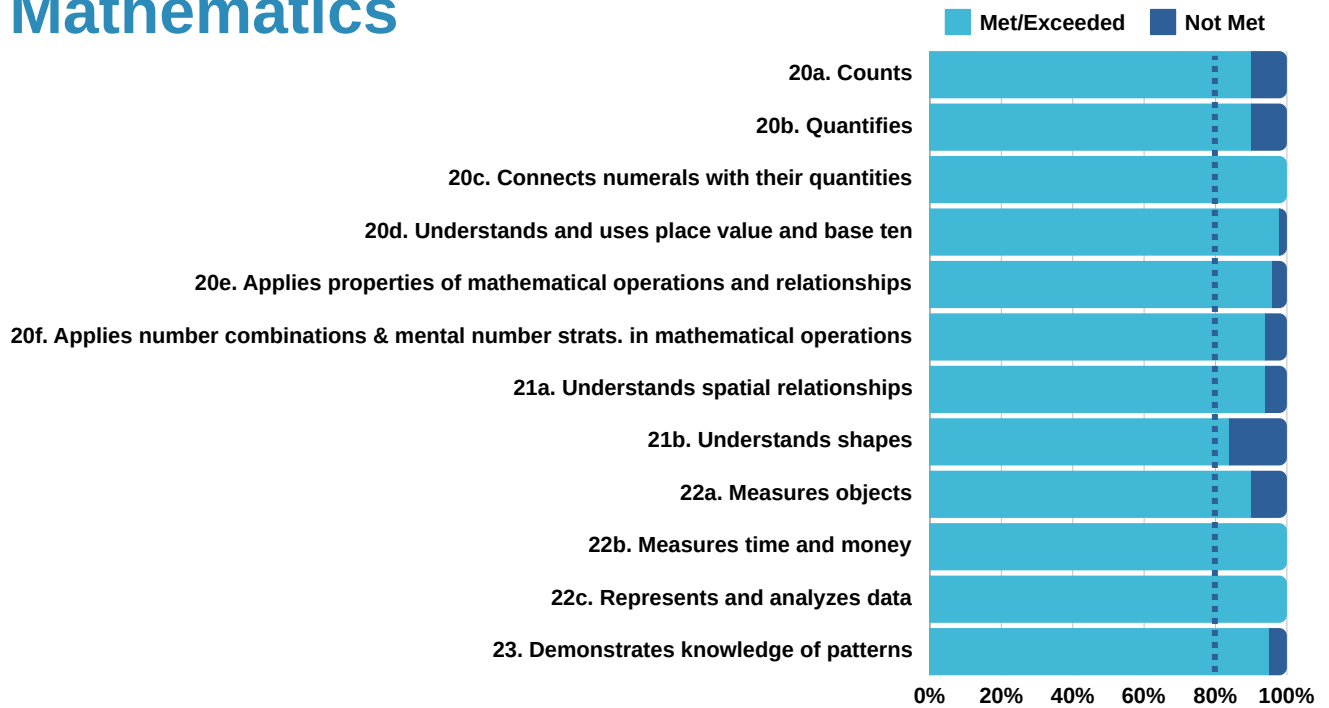 Mathematics
Met/Exceeded Not Met
20a. Counts
20b. Quantifies
20c. Connects numerals with their quantities
20d. Understands and uses place value and base ten
20e. Applies properties of mathematical operations and relationships
20f. Applies number combinations & mental number strats. in mathematical operations
21a. Understands spatial relationships
21b. Understands shapes
22a. Measures objects
22b. Measures time and money
22c. Represents and analyzes data
23. Demonstrates knowledge of patterns
0% 20% 40% 60% 80% 100%